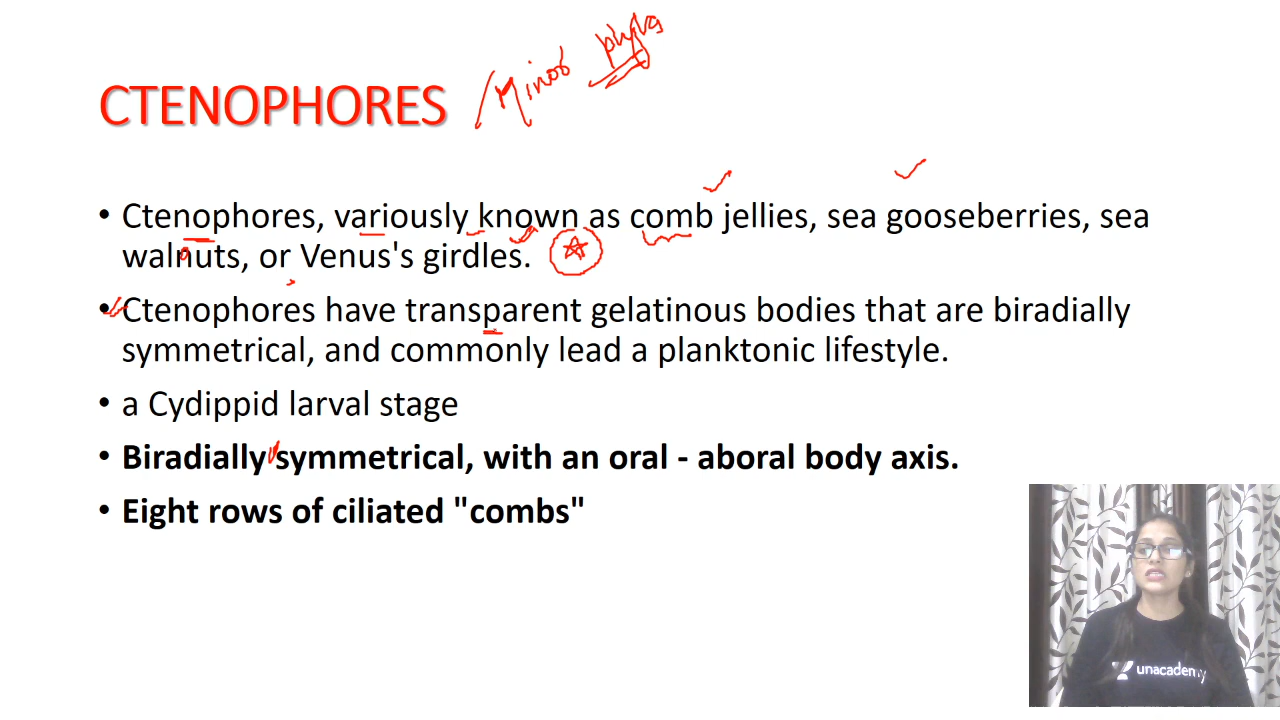 CTENOPHORES
Minor phyla
• Ctenophores, variously known as comb jellies, sea gooseberries, sea
walnuts, or Venus's girdles.
• Ctenophores have transparent gelatinous bodies that are biradially
symmetrical, and commonly lead a planktonic lifestyle.
• a Cydippid larval stage
• Biradially symmetrical, with an oral - aboral body axis.
• Eight rows of ciliated "combs"
unacademy